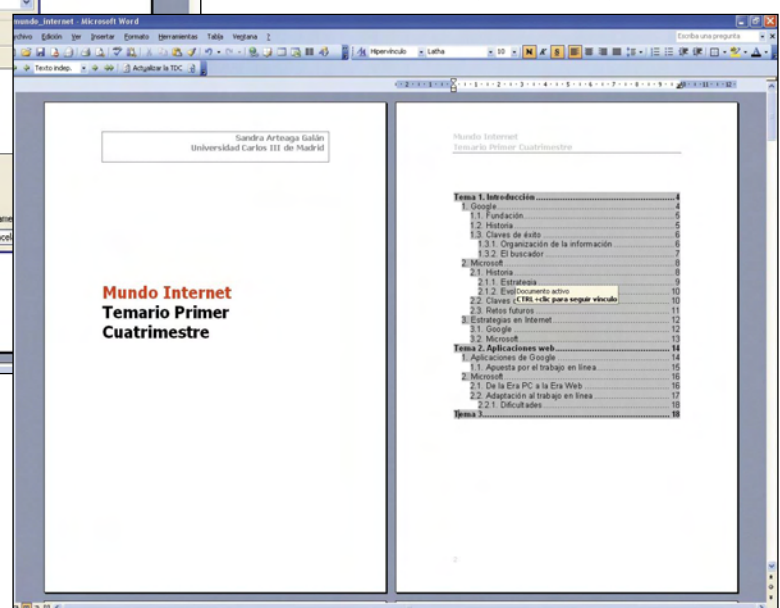 mundo_internet - Microsoft Word
Edición Ver Insertar Formato Herramientas Tabla Ventana ?
Escriba una pregunta
Hipervínculo Latha 10 N K S
Texto indep. Actualizar la TDC
Sandra Arteaga Galán
Universidad Carlos III de Madrid
Mundo Internet
Temario Primer
Cuatrimestre
Mundo Internet
Temario Primer Cuatrimestre
Tema 1. Introducción 4
1. Google 4
1.1. Fundación 5
1.2. Historia 5
1.3. Claves de éxito 6
1.3.1. Organización de la información 6
1.3.2. El buscador 7
2. Microsoft 8
2.1. Historia 8
2.1.1. Estrategia 9
2.1.2. Evol 10
Documento activo
CTRL+clic para seguir vínculo
2.2. Claves 10
2.3. Retos futuros 11
3. Estrategias en Internet 12
3.1. Google 12
3.2. Microsoft 13
Tema 2. Aplicaciones web 14
1. Aplicaciones de Google 14
1.1. Apuesta por el trabajo en línea 15
2. Microsoft 16
2.1. De la Era PC a la Era Web 16
2.2. Adaptación al trabajo en línea 17
2.2.1. Dificultades 18
Tema 3 18
2